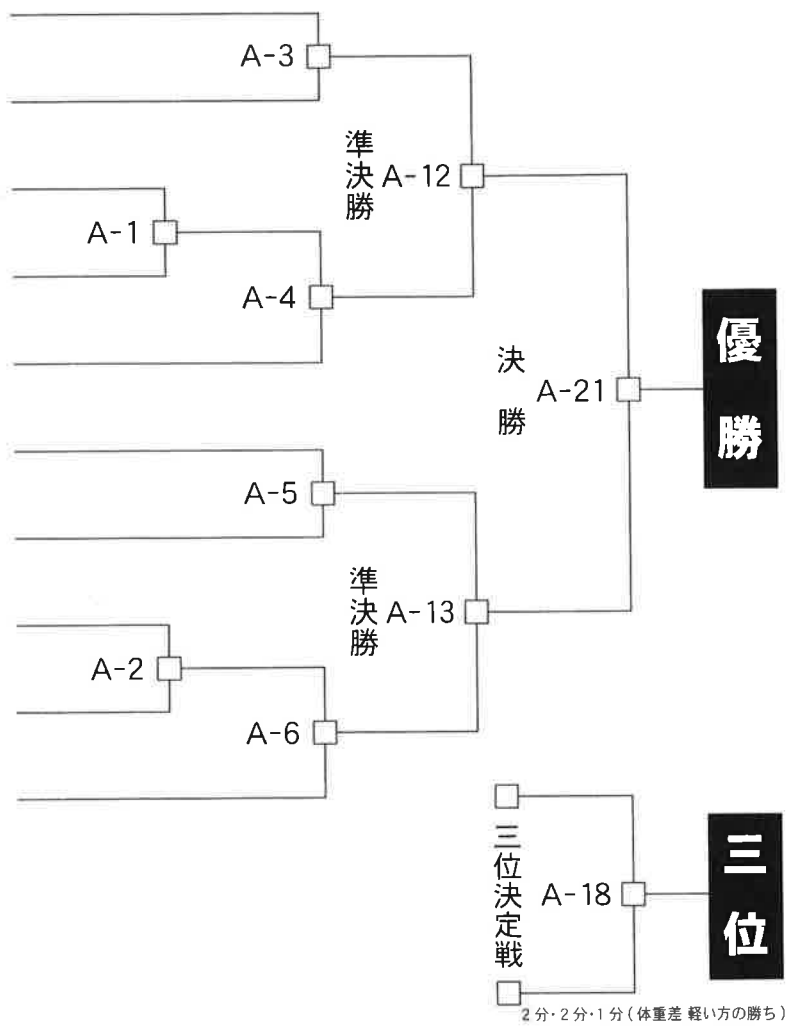 A-3
準決勝
A-12
A-1
A-4
決勝
A-21
優勝
A-5
準決勝
A-13
A-2
A-6
三位決定戦
A-18
三位
2分・2分・1分(体重差 軽い方の勝ち)